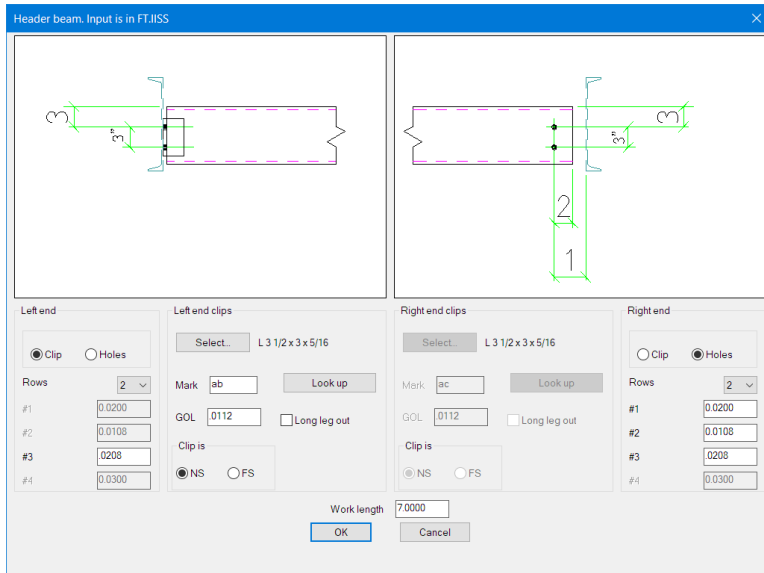 Header beam. Input is in FT.IISS
3
3"
3
3"
2
1
Left end
Clip
Holes
Rows
2
#1
0.0200
#2
0.0108
#3
.0208
#4
0.0300
Left end clips
Select...
L 3 1/2 x 3 x 5/16
Mark
ab
Look up
GOL
.0112
Long leg out
Clip is
NS
FS
Right end clips
Select...
L 3 1/2 x 3 x 5/16
Mark
ac
Look up
GOL
.0112
Long leg out
Clip is
NS
FS
Right end
Clip
Holes
Rows
2
#1
0.0200
#2
0.0108
#3
.0208
#4
0.0300
Work length
7.0000
OK
Cancel